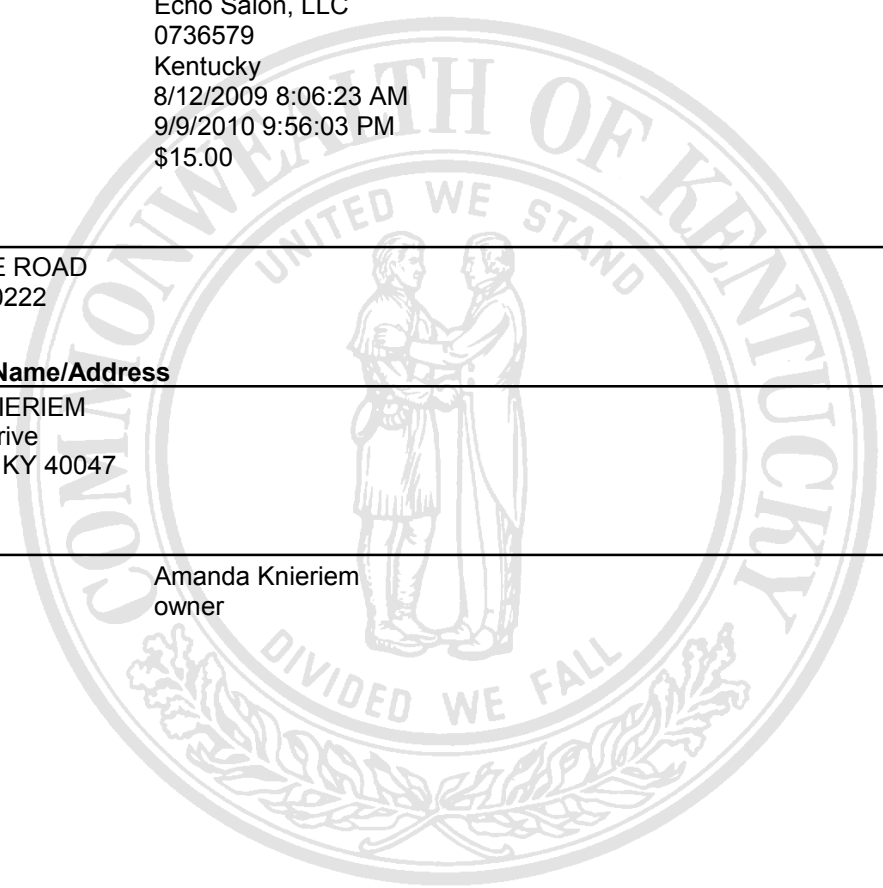 Echo Salon, LLC
0736579
Kentucky
8/12/2009 8:06:23 AM
9/9/2010 9:56:03 PM
$15.00
E ROAD
0222
Name/Address
IERIEM
rive
KY 40047
Amanda Knieriem
owner
COMMONWEALTH OF KENTUCKY
UNITED WE STAND
DIVIDED WE FALL